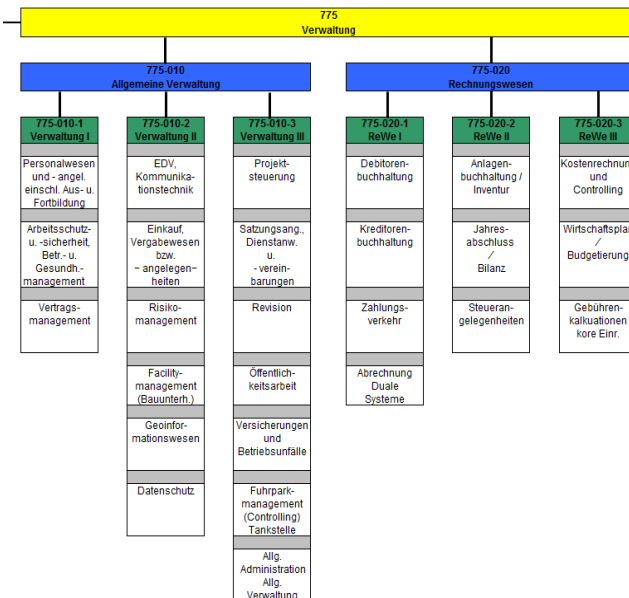 775
Verwaltung
775-010
Allgemeine Verwaltung
775-020
Rechnungswesen
775-010-1
Verwaltung I
Personalwesen
und - angel.
einschl. Aus- u.
Fortbildung
Arbeitsschutz-
u. -sicherheit,
Betr.- u.
Gesundh.-
management
Vertrags-
management
775-010-2
Verwaltung II
EDV,
Kommunika-
tionstechnik
Einkauf,
Vergabewesen
bzw.
- angelegen-
heiten
Risiko-
management
Facility-
management
(Bauunterh.)
Geoinfor-
mationswesen
Datenschutz
775-010-3
Verwaltung III
Projekt-
steuerung
Satzungsang.,
Dienstanw.
u.
- verein-
barungen
Revision
Öffentlich-
keitsarbeit
Versicherungen
und
Betriebsunfälle
Fuhrpark-
management
(Controlling)
Tankstelle
Allg.
Administration
Allg.
Verwaltung
775-020-1
ReWe I
Debitoren-
buchhaltung
Kreditoren-
buchhaltung
Zahlungs-
verkehr
Abrechnung
Duale
Systeme
775-020-2
ReWe II
Anlagen-
buchhaltung /
Inventur
Jahres-
abschluss
/
Bilanz
Steueran-
gelegenheiten
775-020-3
ReWe III
Kostenrechnun
und
Controlling
Wirtschaftsplan
/
Budgetierung
Gebühren-
kalkuationen
kore Einr.